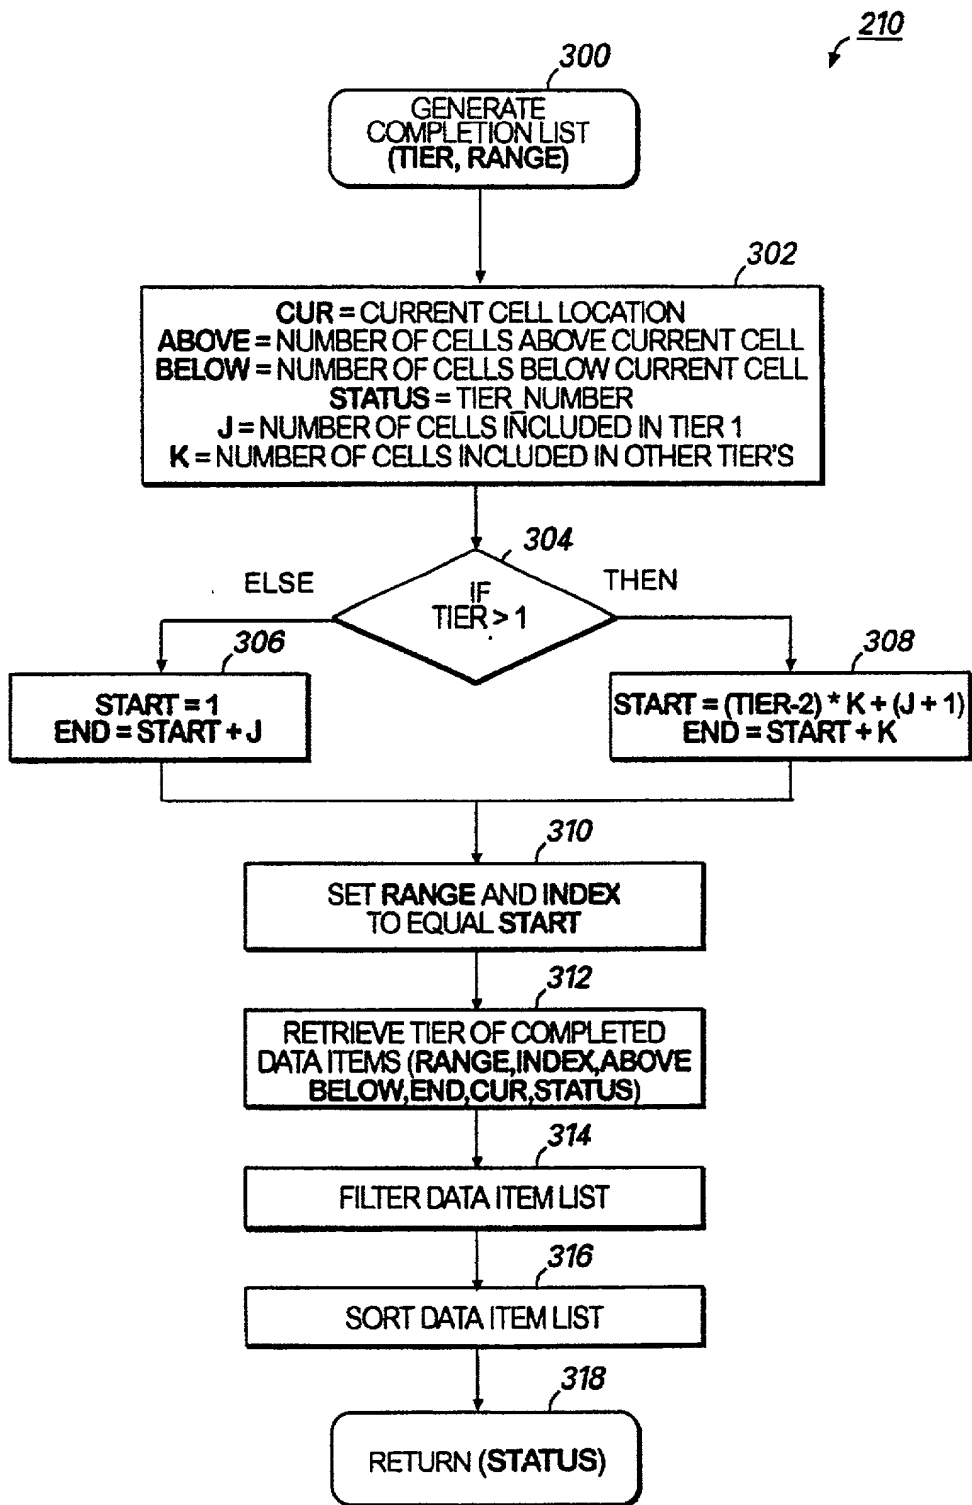 210
300
GENERATE
COMPLETION LIST
(TIER, RANGE)
302
CUR = CURRENT CELL LOCATION
ABOVE = NUMBER OF CELLS ABOVE CURRENT CELL
BELOW = NUMBER OF CELLS BELOW CURRENT CELL
STATUS = TIER_NUMBER
J = NUMBER OF CELLS INCLUDED IN TIER 1
K = NUMBER OF CELLS INCLUDED IN OTHER TIER'S
304
ELSE
IF
TIER > 1
THEN
306
START = 1
END = START + J
308
START = (TIER-2) * K + (J + 1)
END = START + K
310
SET RANGE AND INDEX
TO EQUAL START
312
RETRIEVE TIER OF COMPLETED
DATA ITEMS (RANGE,INDEX,ABOVE
BELOW,END,CUR,STATUS)
314
FILTER DATA ITEM LIST
316
SORT DATA ITEM LIST
318
RETURN (STATUS)